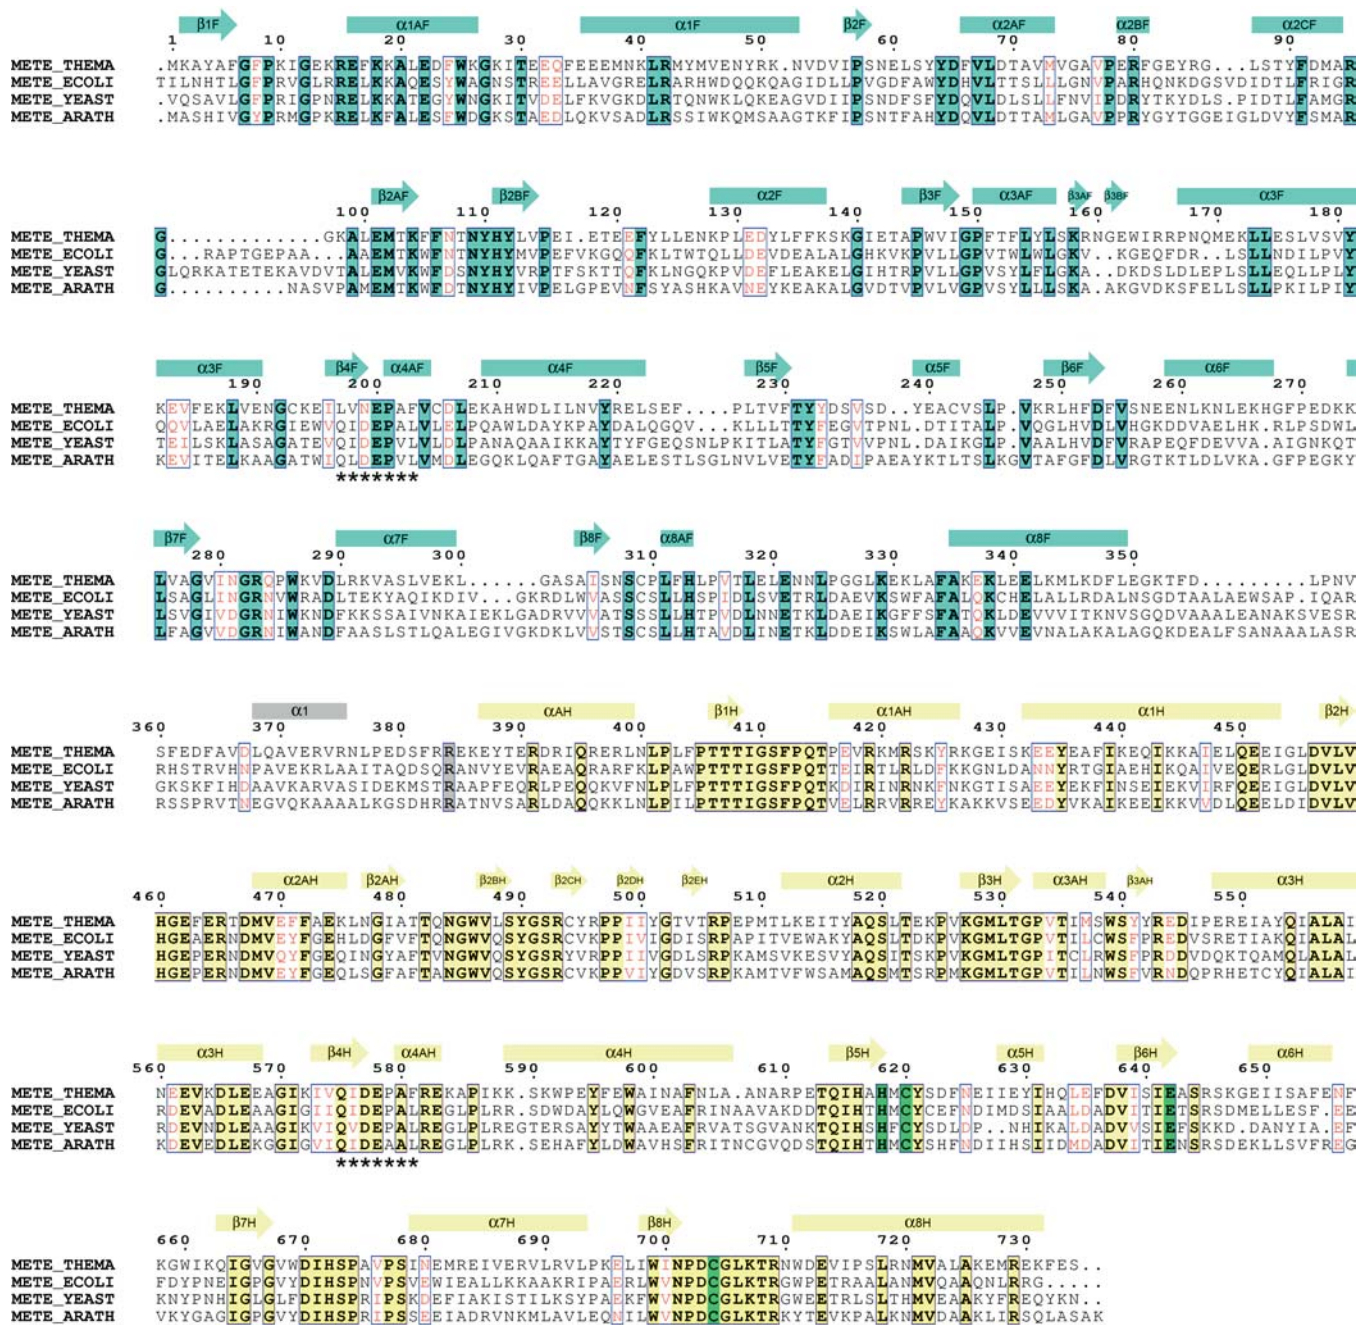 β1F α1AF α1F β2F α2AF α2BF α2CF
1 10 20 30 40 50 60 70 80 90
METE_THEMA .MKAYAFGFPKIGEKREFKKALEDFWKGKITEEQFEEEMNKLRMYMVENYRK.NVDVIPSNELSYYDFVLDTAVMVGAVPERFGEYRG..LSTYFDMAR
METE_ECOLI TILNHTLGFPRVGLRRELKKAQESYWAGNSTREELLAVGRELRARHWDQQKQAGIDLLPVGDFAWYDHVLTTSLLLGNVPARHQNKDGSVDIDTLFRIGR
METE_YEAST .VQSAVLGFPRIGPNRELKKATEGYWNGKITVDELFKVGKDLRTQNWKLQKEAGVDIIPSNDFSFYDQVLDLSLLFNVIPDRYTKYDLS.PIDTLFAMGR
METE_ARATH .MASHIVGYPRMGPKRELKFALESFWDGKSTAEDLQKVSADLRSSIWKQMSAAGTKFIPSNTFAHYDQVLDTTAMLGAVPPRYGYTGGEIGLDVYFSMAR
β2AF β2BF α2F β3F α3AF β3AF β3BF α3F
100 110 120 130 140 150 160 170 180
METE_THEMA G.............GKALEMTKFFNTNYHYLVPEI.ETEEFYLLENKPLEDYLFFKSKGIETAPWVIGPFTFLYLSKRNGEWIRRPNQMEKLLESLVSVY
METE_ECOLI G...RAPTGEPAA...AAEMTKWFNTNYHYMVPEFVKGQQFKLTWTQLLDEVDEALALGHKVKPVLLGPVTWLWLGKV..KGEQFDR..LSLLNDILPVY
METE_YEAST GLQRKATETEKAVDVTALEMVKWFDSNYHYVRPTFSKTTQFKLNGQKPVDEFLEAKELGIHTRPVLLGPVSYLFLGKA..DKDSLDLEPLSLLEQLLPLY
METE_ARATH G..........NASVPAMEMTKWFDTNYHFIVPELGPEVNFSYASHKAVNEYKEAKALGVDTVPVLVGPVSYLLLSKA..AKGVDKSFELLSLLPKILPIY
α3F β4F α4AF α4F β5F α5F β6F α6F
190 200 210 220 230 240 250 260 270
METE_THEMA KEVFEKLVENGCKEILVNEPAFVCDLEKAHWDLILNVYRELSEF....PLTVFTYYDSVSD.YEACVSLP.VKRLHFDFVSNEENLKNLEKHGFPEDKK
METE_ECOLI QQVLAELAKRGIEWVQIDEPALVLELPQAWLDAYKPAYDALQGQV...KLLLTTYFEGVTPNLDTITALP.VQGLHVDLVHGKDDVAELHK.RLPSDWL
METE_YEAST TEILSKLASAGATEVQIDEPVLVLDLPANAQAAIKKAYTYFGEQSNLPKITLATYFGTVVPNLDAIKGLP.VAALHVDFVRAPEQFDEVVA.AIGNKQT
METE_ARATH KEVITELKAAGATWIQLDEPVLVMDLEGQKLQAFTGAYAELESTLSGLNVLVETYFADIPAEAYKTLTSLKGVTAFGFDLVRGTKTLDLVKA.GFPEGKY
*******
β7F α7F β8F α8AF α8F
280 290 300 310 320 330 340 350
METE_THEMA LVAGVINGRQPWKVDLRKVASLVEKL......GASAISNSCPLFHLPVTLELENNLPGGLKEKLAFAKEKLEELKMLKDFLEGKTFD.........LPNV
METE_ECOLI LSAGLINGRNVWRADLTEKYAQIKDIV...GKRDLWVASSCSLLHSPIDLSVETRLDAEVKSWFAFALQKCHELALLRDALNSGDTAALAEWSAP.IQAR
METE_YEAST LSVGIVDGRNIWKNDFKKSSAIVNKAIEKLGADRVVVATSSSLLHTPVDLNNETKLDAEIKGFFSFATQKLDEVVVITKNVSGQDVAAALEANAKSVESR
METE_ARATH LFAGVVDGRNIWANDFAASLSTLQALEGIVGKDKLVVSTSCSLLHTAVDLINETKLDDEIKSWLAFAAQKVVEVNALAKALAGQKDEALFSANAAALASR
α1 αAH β1H α1AH α1H β2H
360 370 380 390 400 410 420 430 440 450
METE_THEMA SFEDFAVDLQAVERVRNLPEDSFRREKEYTERDRIQRERLNLPLFPTTTIGSFPQTPEVRKMRSKYRKGEISKEEYEAFIKEQIKKAIELQEEIGLDVLV
METE_ECOLI RHSTRVHNPAVEKRLAAITAQDSQRANVYEVRAEAQRARFKLPAWPTTTIGSFPQTTEIRTLRLDFKKGNLDANNYRTGIAEHIKQAIVEQERLGLDVLV
METE_YEAST GKSKFIHDAAVKARVASIDEKMSTRAAPFEQRLPEQQKVFNLPLFPTTTIGSFPQTKDIRINRNKFNKGTISAEEYEKFINSEIEKVIRFQEEIGLDVLV
METE_ARATH RSSPRVTNEGVQKAAAALKGSDHRRATNVSARLDAQQKKLNLPILPTTTIGSFPQTVELRRVRREYKAKKVSEEDYVKAIKEEIKKVVDLQEELDIDVLV
α2AH β2AH β2BH β2CH β2DH β2EH α2H β3H α3AH β3AH α3H
460 470 480 490 500 510 520 530 540 550
METE_THEMA HGEFERTDMVEFFAEKLNGIATTQNGWVLSYGSRCYRPPIIYGTVTRPEPMTLKEITYAQSLTEKPVKGMLTGPVTIMSWSYYREDIPEREIAYQIALAI
METE_ECOLI HGEAERNDMVEYFGEHLDGFVFTQNGWVQSYGSRCVKPPIVIGDISRPAPITVEWAKYAQSLTDKPVKGMLTGPVTILCWSFPREDVSRETIAKQIALAL
METE_YEAST HGEPERNDMVQYFGEQINGYAFTVNGWVQSYGSRYVRPPIIVGDLSRPKAMSVKESVYAQSITSKPVKGMLTGPITCLRWSFPRDDVDQKTQAMQLALAL
METE_ARATH HGEPERNDMVEYFGEQLSGFAFTANGWVQSYGSRCVKPPVIYGDVSRPKAMTVFWSAMAQSMTSRPMKGMLTGPVTILNWSFVRNDQPRHETCYQIALAI
α3H β4H α4AH α4H β5H α5H β6H α6H
560 570 580 590 600 610 620 630 640 650
METE_THEMA NEEVKDLEEAGIKIVQIDEPAFREKAPIKK.SKWPEYFEWAINAFNLA.ANARPETQIHAHMCYSDFNEIIEYIHQLEFDVISIEASRSKGEIISAFENF
METE_ECOLI RDEVADLEAAGIGIIQIDEPALREGLPLRR.SDWDAYLQWGVEAFRINAAVAKDDTQIHTHMCYCEFNDIMDSIAALDADVITIETSRSDMELLESF.EE
METE_YEAST RDEVNDLEAAGIKVIQVDEPALREGLPLREGTERSAYYTWAAEAFRVATSGVANKTQIHSHFCYSDLDP..NHIKALDADVVSIEFSKKD.DANYIA.EF
METE_ARATH KDEVEDLEKGGIGVIQIDEAALREGLPLRK.SEHAFYLDWAVHSFRITNCGVQDSTQIHTHMCYSHFNDIIHSIIDMDADVITIENSRSDEKLLSVFREG
*******
β7H α7H β8H α8H
660 670 680 690 700 710 720 730
METE_THEMA KGWIKQIGVGVWDIHSPAVPSINEMREIVERVLRVLPKELIWINPDCGLKTRNWDEVIPSLRNMVALAKEMREKFES..
METE_ECOLI FDYPNEIGPGVYDIHSPNVPSVEWIEALLKKAAKRIPAERLWVNPDCGLKTRGWPETRAALANMVQAAQNLRRG.....
METE_YEAST KNYPNHIGLGLFDIHSPRIPSKDEFIAKISTILKSYPAEKFWVNPDCGLKTRGWEETRLSLTHMVEAAKYFREQYKN..
METE_ARATH VKYGAGIGPGVYDIHSPRIPSSEEIADRVNKMLAVLEQNILWVNPDCGLKTRKYTEVKPALKNMVDAAKLIRSQLASAK